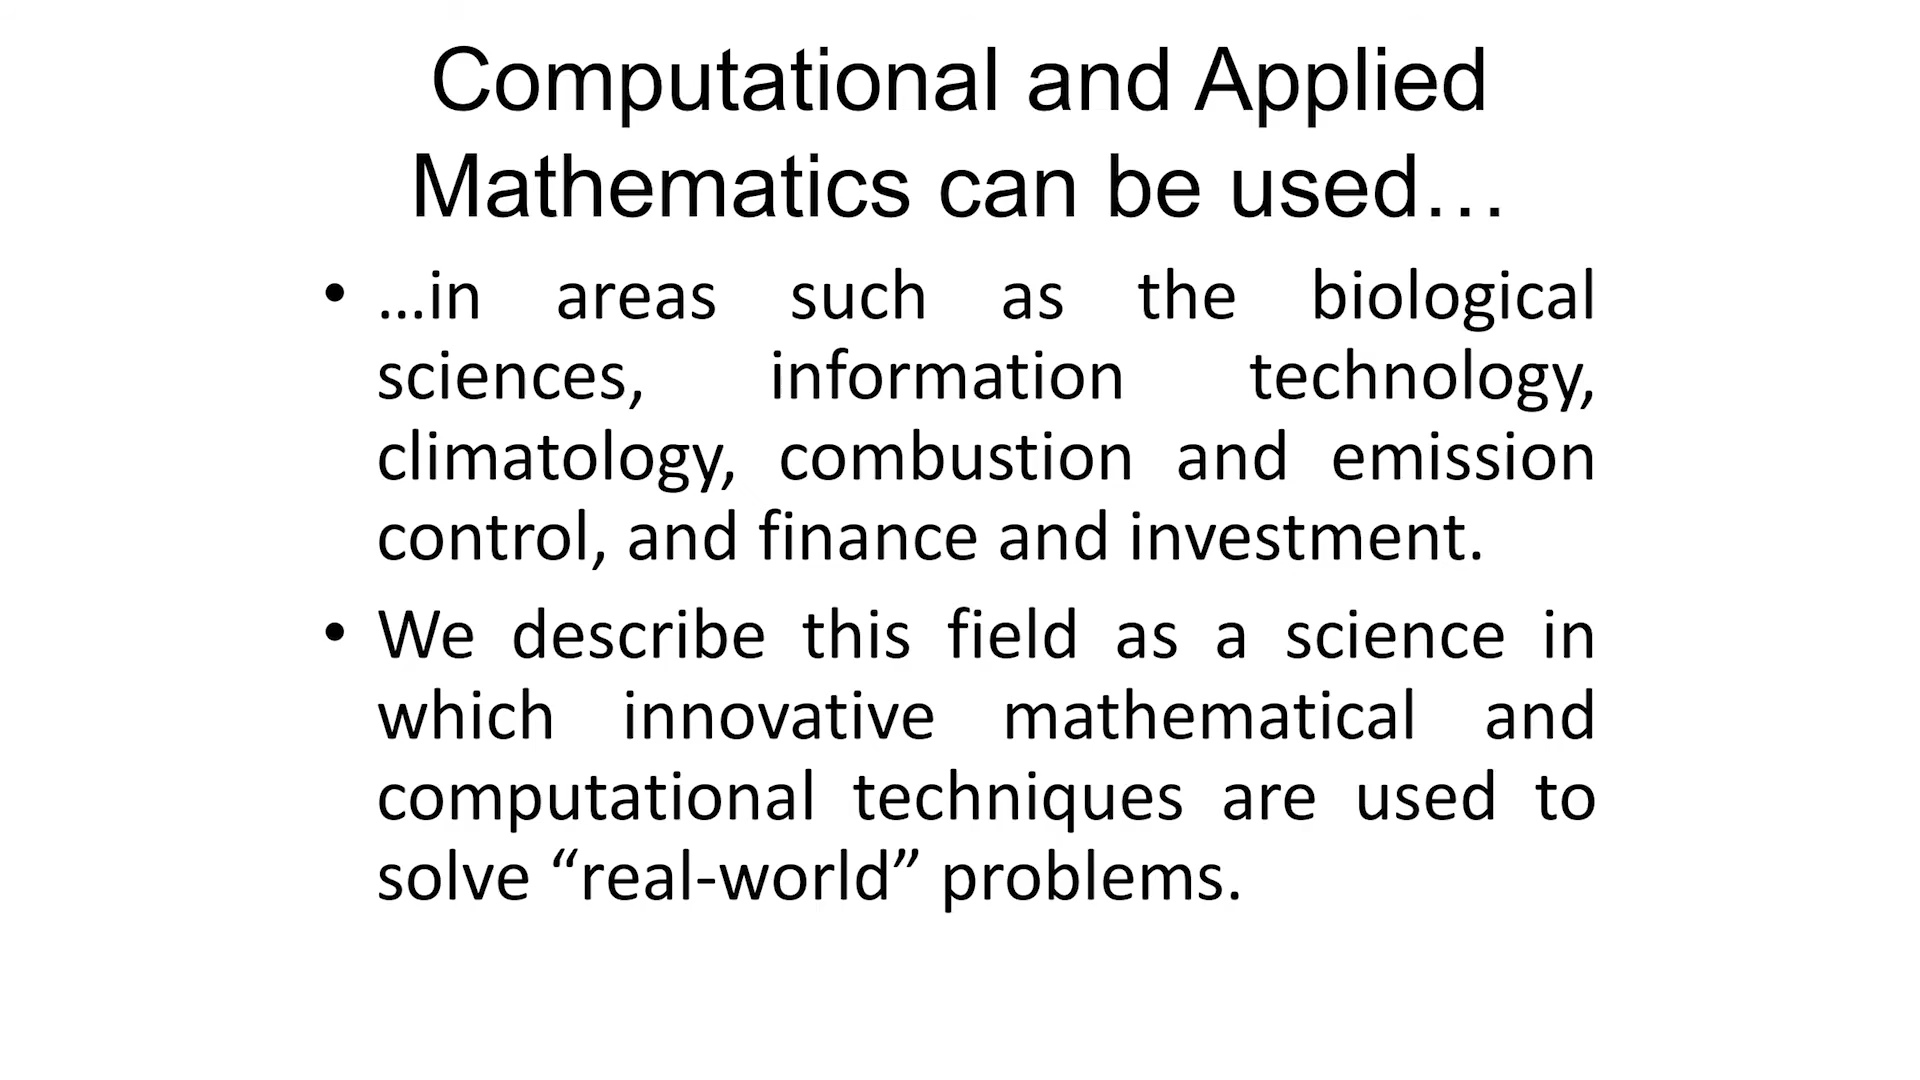 Computational and Applied
Mathematics can be used…
• …in areas such as the biological
sciences, information technology,
climatology, combustion and emission
control, and finance and investment.
• We describe this field as a science in
which innovative mathematical and
computational techniques are used to
solve “real-world” problems.